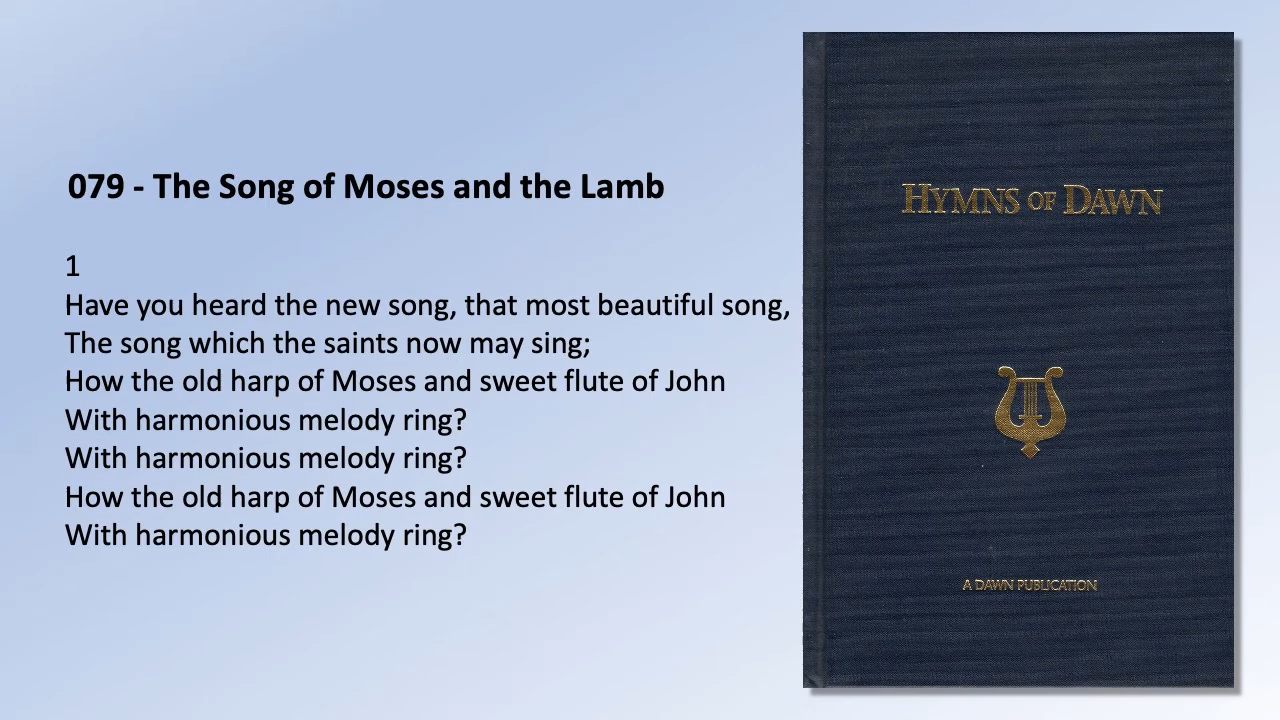 079 - The Song of Moses and the Lamb
1
Have you heard the new song, that most beautiful song,
The song which the saints now may sing;
How the old harp of Moses and sweet flute of John
With harmonious melody ring?
With harmonious melody ring?
How the old harp of Moses and sweet flute of John
With harmonious melody ring?
HYMNS OF DAWN
A DAWN PUBLICATION